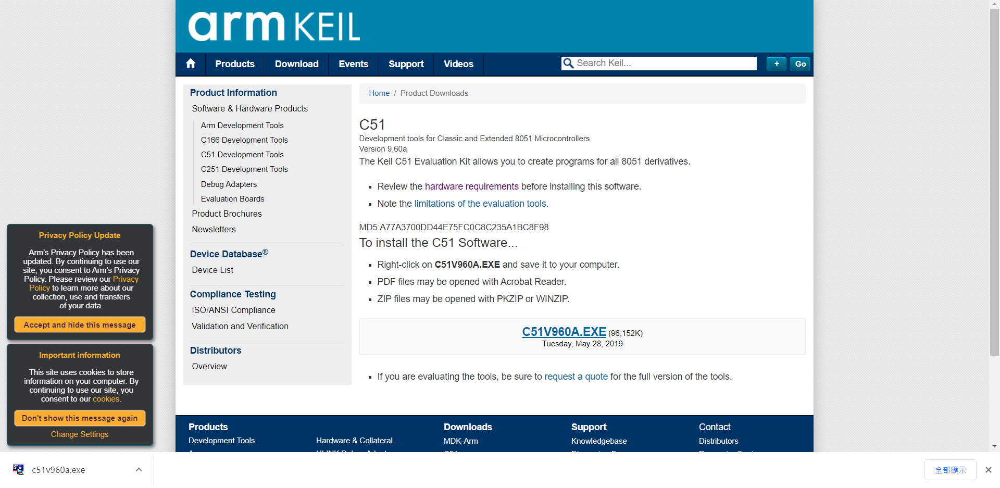 arm KEIL
Products
Download
Events
Support
Videos
Search Keil...
+
Go
Product Information
Software & Hardware Products
Arm Development Tools
C166 Development Tools
C51 Development Tools
C251 Development Tools
Debug Adapters
Evaluation Boards
Product Brochures
Newsletters
Device Database®
Device List
Compliance Testing
ISO/ANSI Compliance
Validation and Verification
Distributors
Overview
Home / Product Downloads
C51
Development tools for Classic and Extended 8051 Microcontrollers
Version 9.60a
The Keil C51 Evaluation Kit allows you to create programs for all 8051 derivatives.
Review the hardware requirements before installing this software.
Note the limitations of the evaluation tools.
MD5:A77A3700DD44E75FC0C8C235A1BC8F98
To install the C51 Software...
Right-click on C51V960A.EXE and save it to your computer.
PDF files may be opened with Acrobat Reader.
ZIP files may be opened with PKZIP or WINZIP.
C51V960A.EXE (96,152K)
Tuesday, May 28, 2019
If you are evaluating the tools, be sure to request a quote for the full version of the tools.
Privacy Policy Update
Arm's Privacy Policy has been
updated. By continuing to use our
site, you consent to Arm's Privacy
Policy. Please review our Privacy
Policy to learn more about our
collection, use and transfers
of your data.
Accept and hide this message
Important information
This site uses cookies to store
information on your computer. By
continuing to use our site, you
consent to our cookies.
Don't show this message again
Change Settings
Products
Development Tools
Hardware & Collateral
Downloads
MDK-Arm
Support
Knowledgebase
Contact
Distributors
c51v960a.exe
全部顯示